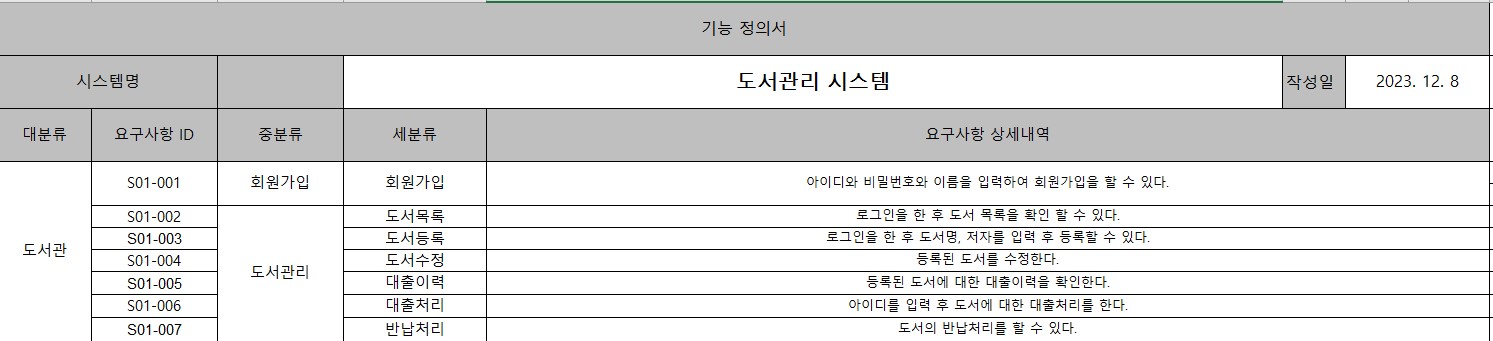 기능 정의서
시스템명 도서관리 시스템 작성일 2023. 12. 8
대분류 요구사항 ID 중분류 세분류 요구사항 상세내역
도서관 S01-001 회원가입 회원가입 아이디와 비밀번호와 이름을 입력하여 회원가입을 할 수 있다.
S01-002 도서관리 도서목록 로그인을 한 후 도서 목록을 확인 할 수 있다.
S01-003 도서등록 로그인을 한 후 도서명, 저자를 입력 후 등록할 수 있다.
S01-004 도서수정 등록된 도서를 수정한다.
S01-005 대출이력 등록된 도서에 대한 대출이력을 확인한다.
S01-006 대출처리 아이디를 입력 후 도서에 대한 대출처리를 한다.
S01-007 반납처리 도서의 반납처리를 할 수 있다.